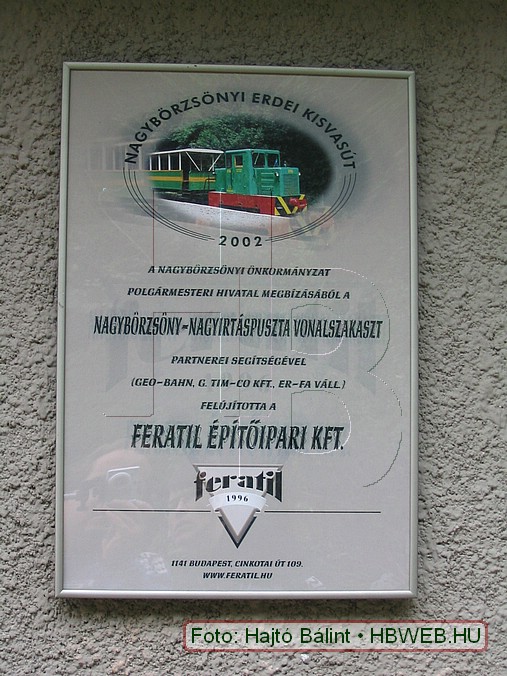 NAGYBÖRZSÖNYI ERDEI KISVASÚT
2002
A NAGYBÖRZSÖNYI ÖNKORMÁNYZAT
POLGÁRMESTERI HIVATAL MEGBÍZÁSÁBÓL A
NAGYBÖRZSÖNY-NAGYIRTÁSPUSZTA VONALSZAKASZT
PARTNEREI SEGÍTSÉGÉVEL
(GEO-BAHN, G. TIM-CO KFT., ER-FA VÁLL.)
FELÚJÍTOTTA A
FERATIL ÉPÍTŐIPARI KFT.
feratil
1996
1141 BUDAPEST, CINKOTAI ÚT 109.
WWW.FERATIL.HU
Foto: Hajtó Bálint • HBWEB.HU